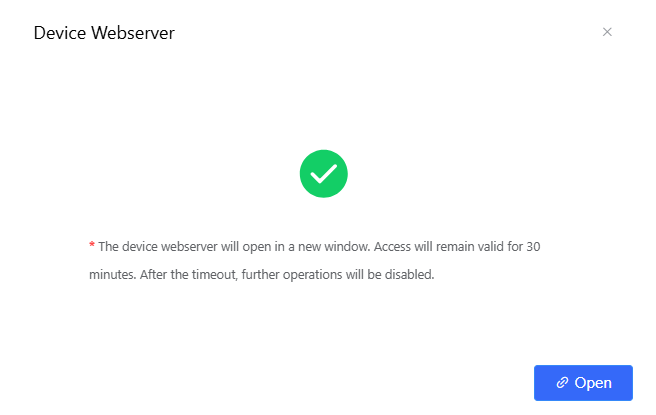 Device Webserver
* The device webserver will open in a new window. Access will remain valid for 30
minutes. After the timeout, further operations will be disabled.
Open